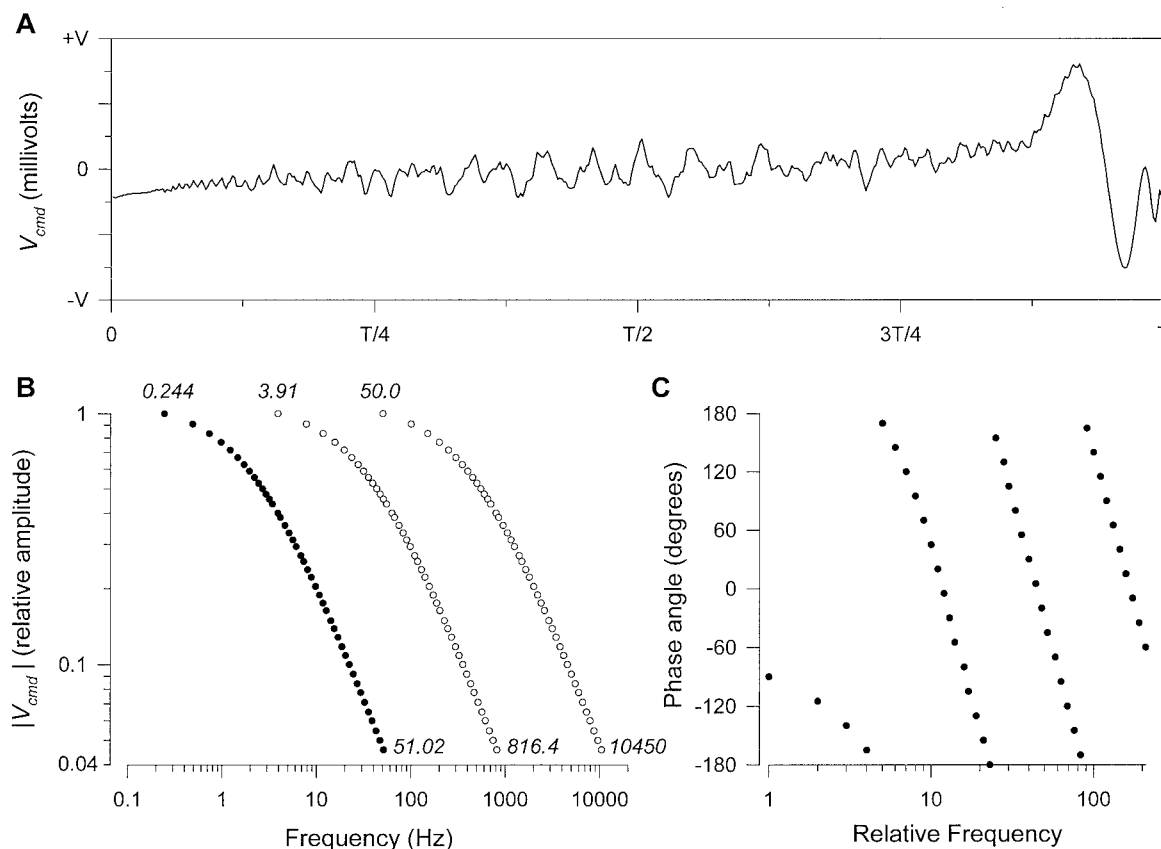 A
+V
V_cmd (millivolts)
0
-V
0 T/4 T/2 3T/4
B
0.244 3.91 50.0
1
|V_cmd| (relative amplitude)
0.1
0.04
51.02 816.4 10450
0.1 1 10 100 1000 10000
Frequency (Hz)
C
180
120
60
0
-60
-120
-180
Phase angle (degrees)
1 10 100
Relative Frequency